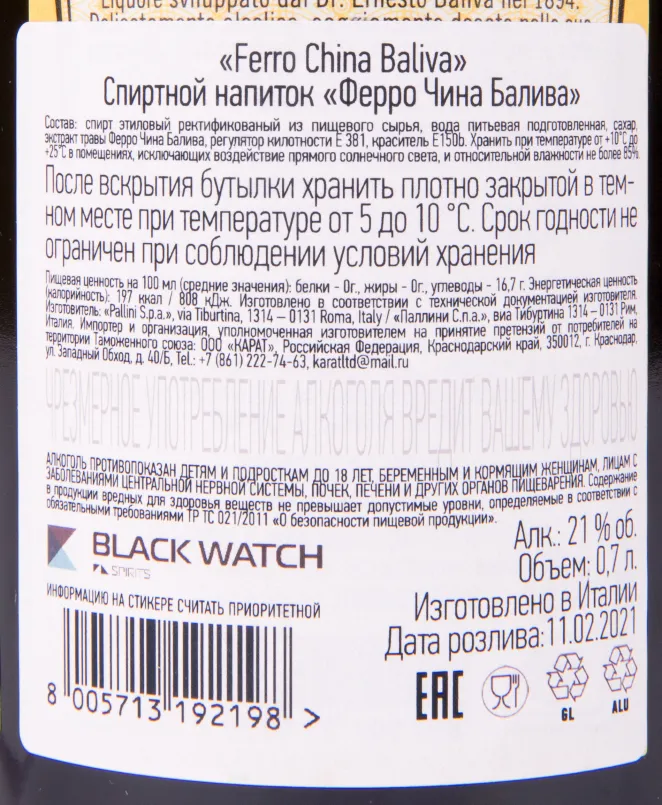 Liquore sviluppato dal Dr. Ernesto Baliva nel 1894.
«Ferro China Baliva»
Спиртной напиток «Ферро Чина Балива»
Состав: спирт этиловый ректификованый из пищевого сырья, вода питьевая подготовленная, сахар,
экстракт травы Ферро Чина Балива, регулятор килотности Е 381, краситель Е150b. Хранить при температуре от +10°С до
+25°С в помещениях, исключающих воздействие прямого солнечного света, и относительной влажности не более 85%
После вскрытия бутылки хранить плотно закрытой в тем-
ном месте при температуре от 5 до 10 °С. Срок годности не
ограничен при соблюдении условий хранения
Пищевая ценность на 100 мл (средние значения): белки - 0г., жиры - 0г., углеводы - 16,7 г. Энергетическая ценность
(калорийность): 197 ккал / 808 кДж. Изготовлено в соответствии с технической документацией изготовителя.
Изготовитель: «Pallini S.p.a.», via Tiburtina, 1314 – 0131 Roma, Italy / «Паллини С.п.а.», виа Тибуртина 1314 – 0131 Рим,
Италия. Импортер и организация, уполномоченная изготовителем на принятие претензий от потребителей на
территории Таможенного союза: ООО «КАРАТ», Российская Федерация, Краснодарский край, 350012, г. Краснодар,
ул. Западный Обход, д. 40/Б, Tel.: +7 (861) 222-74-63, karatltd@mail.ru
ЧРЕЗМЕРНОЕ УПОТРЕБЛЕНИЕ АЛКОГОЛЯ ВРЕДИТ ВАШЕМУ ЗДОРОВЬЮ
АЛКОГОЛЬ ПРОТИВОПОКАЗАН ДЕТЯМ И ПОДРОСТКАМ ДО 18 ЛЕТ, БЕРЕМЕННЫМ И КОРМЯЩИМ ЖЕНЩИНАМ, ЛИЦАМ С
ЗАБОЛЕВАНИЯМИ ЦЕНТРАЛЬНОЙ НЕРВНОЙ СИСТЕМЫ, ПОЧЕК, ПЕЧЕНИ И ДРУГИХ ОРГАНОВ ПИЩЕВАРЕНИЯ. Содержание
в продукции вредных для здоровья веществ не превышает допустимые уровни, определяемые в соответствии с
обязательными требованиями ТР ТС 021/2011 «О безопасности пищевой продукции».
BLACK WATCH
SPIRITS
ИНФОРМАЦИЮ НА СТИКЕРЕ СЧИТАТЬ ПРИОРИТЕТНОЙ
8 005713 192198 >
Алк.: 21 % об.
Объем: 0,7 л.
Изготовлено в Италии
Дата розлива: 11.02.2021
EAC
GL
ALU